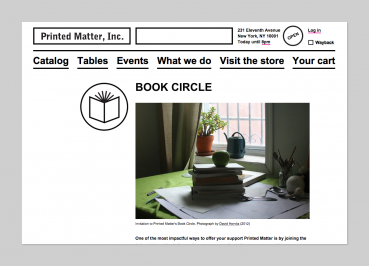 Printed Matter, Inc.
231 Eleventh Avenue
New York, NY 10001
Today until 6pm
OPEN
Log in
Wayback
Catalog Tables Events What we do Visit the store Your cart
BOOK CIRCLE
Invitation to Printed Matter's Book Circle, Photograph by David Horvitz (2012)
One of the most impactful ways to offer your support Printed Matter is by joining the